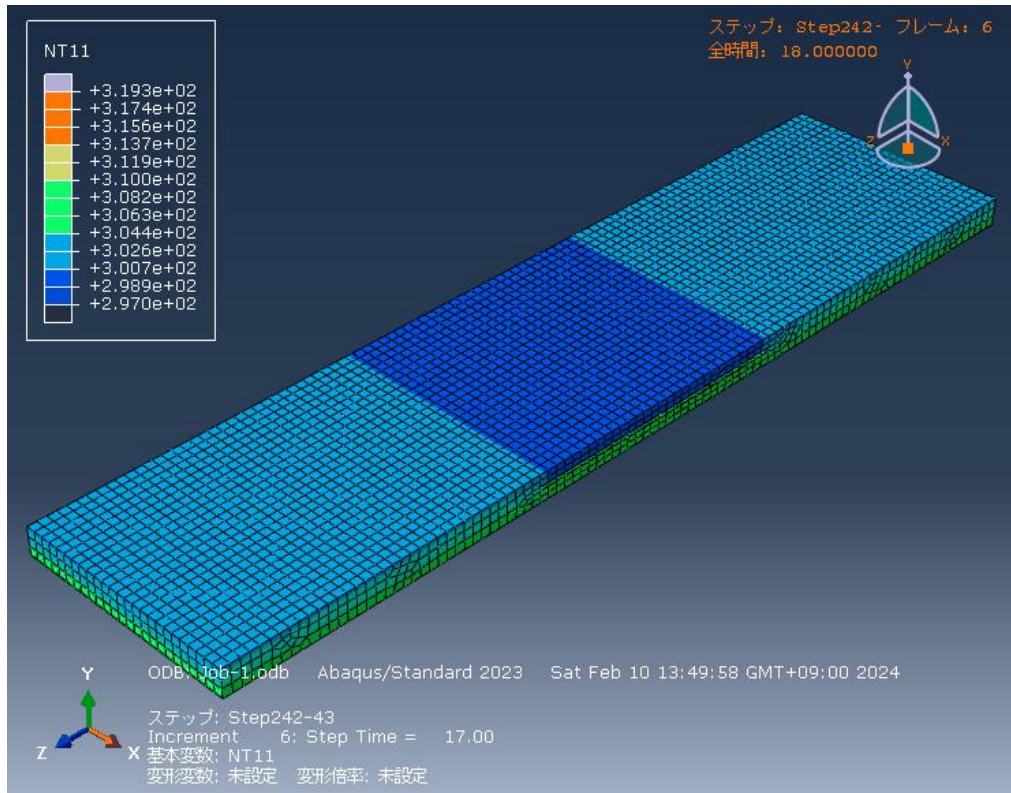 ステップ: Step242- フレーム: 6
全時間: 18.000000
NT11
+3.193e+02
+3.174e+02
+3.156e+02
+3.137e+02
+3.119e+02
+3.100e+02
+3.082e+02
+3.063e+02
+3.044e+02
+3.026e+02
+3.007e+02
+2.989e+02
+2.970e+02
Y
Z
X
ODB: Job-1.odb Abaqus/Standard 2023 Sat Feb 10 13:49:58 GMT+09:00 2024
Y
Z
X
ステップ: Step242-43
Increment 6: Step Time = 17.00
基本変数: NT11
変形変数: 未設定 変形倍率: 未設定